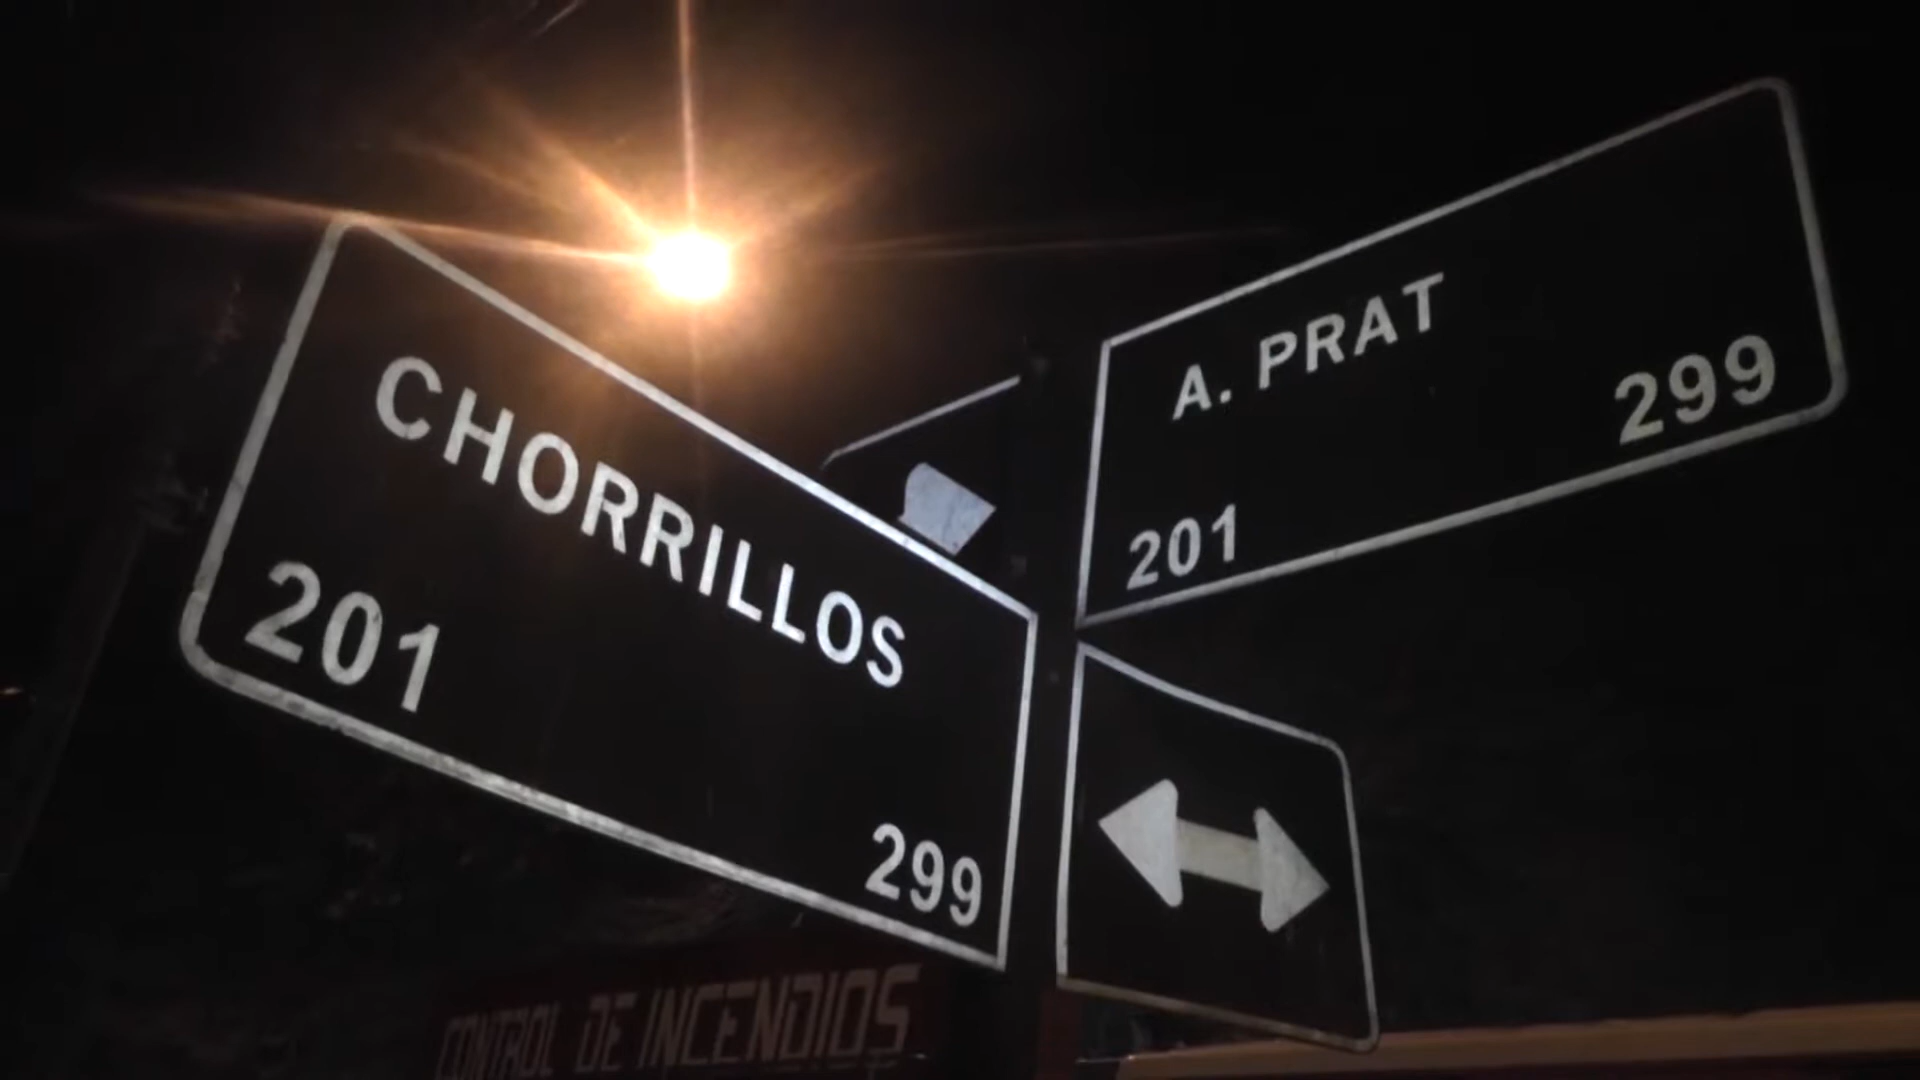 CHORRILLOS
201
299
A. PRAT
201
299
CONTROL DE INCENDIOS